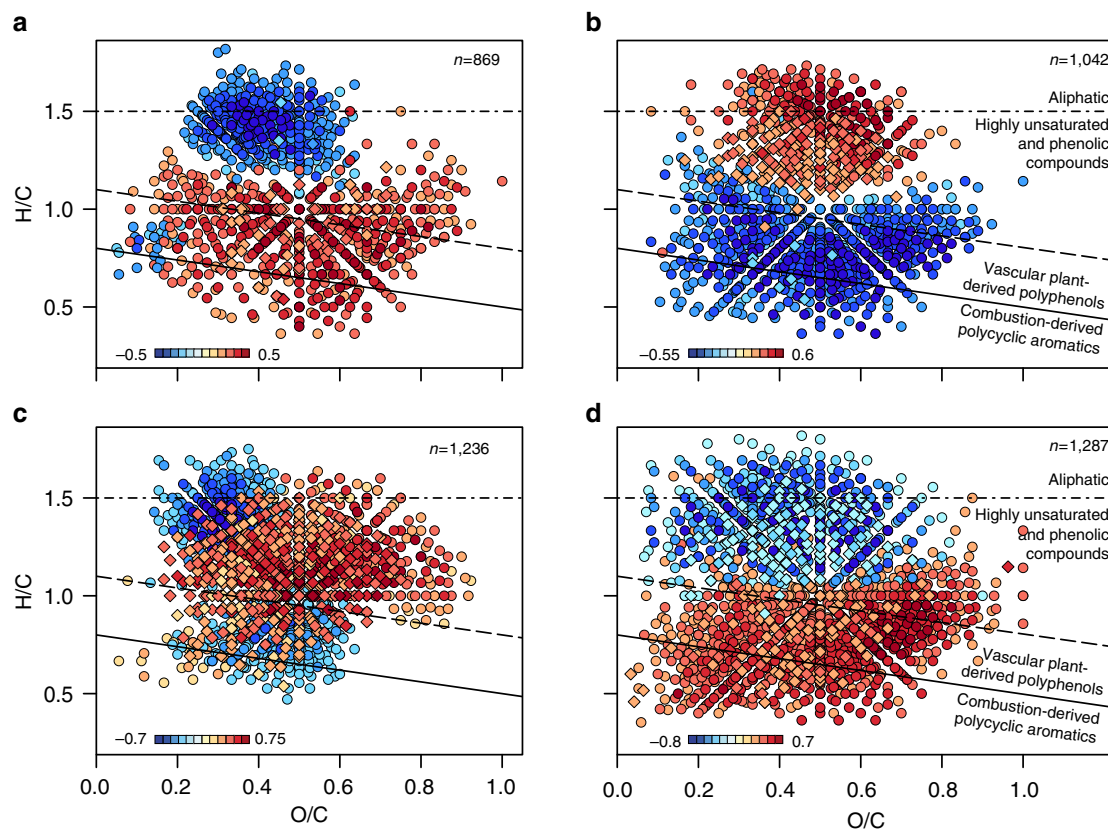 a
n=869
1.5
1.0
0.5
H/C
−0.5
0.5
b
n=1,042
Aliphatic
Highly unsaturated
and phenolic
compounds
Vascular plant-
derived polyphenols
Combustion-derived
polycyclic aromatics
−0.55
0.6
c
n=1,236
1.5
1.0
0.5
H/C
−0.7
0.75
0.0
0.2
0.4
0.6
0.8
1.0
O/C
d
n=1,287
Aliphatic
Highly unsaturated
and phenolic
compounds
Vascular plant-
derived polyphenols
Combustion-derived
polycyclic aromatics
−0.8
0.7
0.0
0.2
0.4
0.6
0.8
1.0
O/C